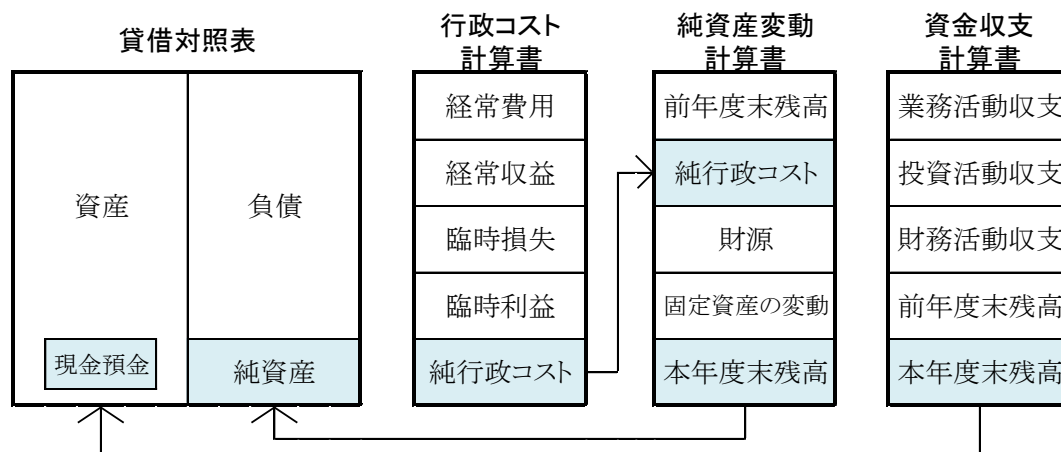 貸借対照表
資産
負債
現金預金
純資産
行政コスト
計算書
経常費用
経常収益
臨時損失
臨時利益
純行政コスト
純資産変動
計算書
前年度末残高
純行政コスト
財源
固定資産の変動
本年度末残高
資金収支
計算書
業務活動収支
投資活動収支
財務活動収支
前年度末残高
本年度末残高